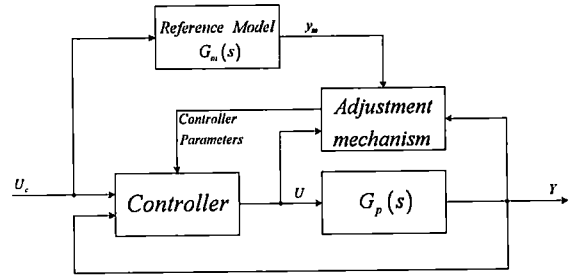 Reference Model
G_m(s)
y_m
Controller
Parameters
Adjustment
mechanism
U_c
Controller
U
G_p(s)
Y